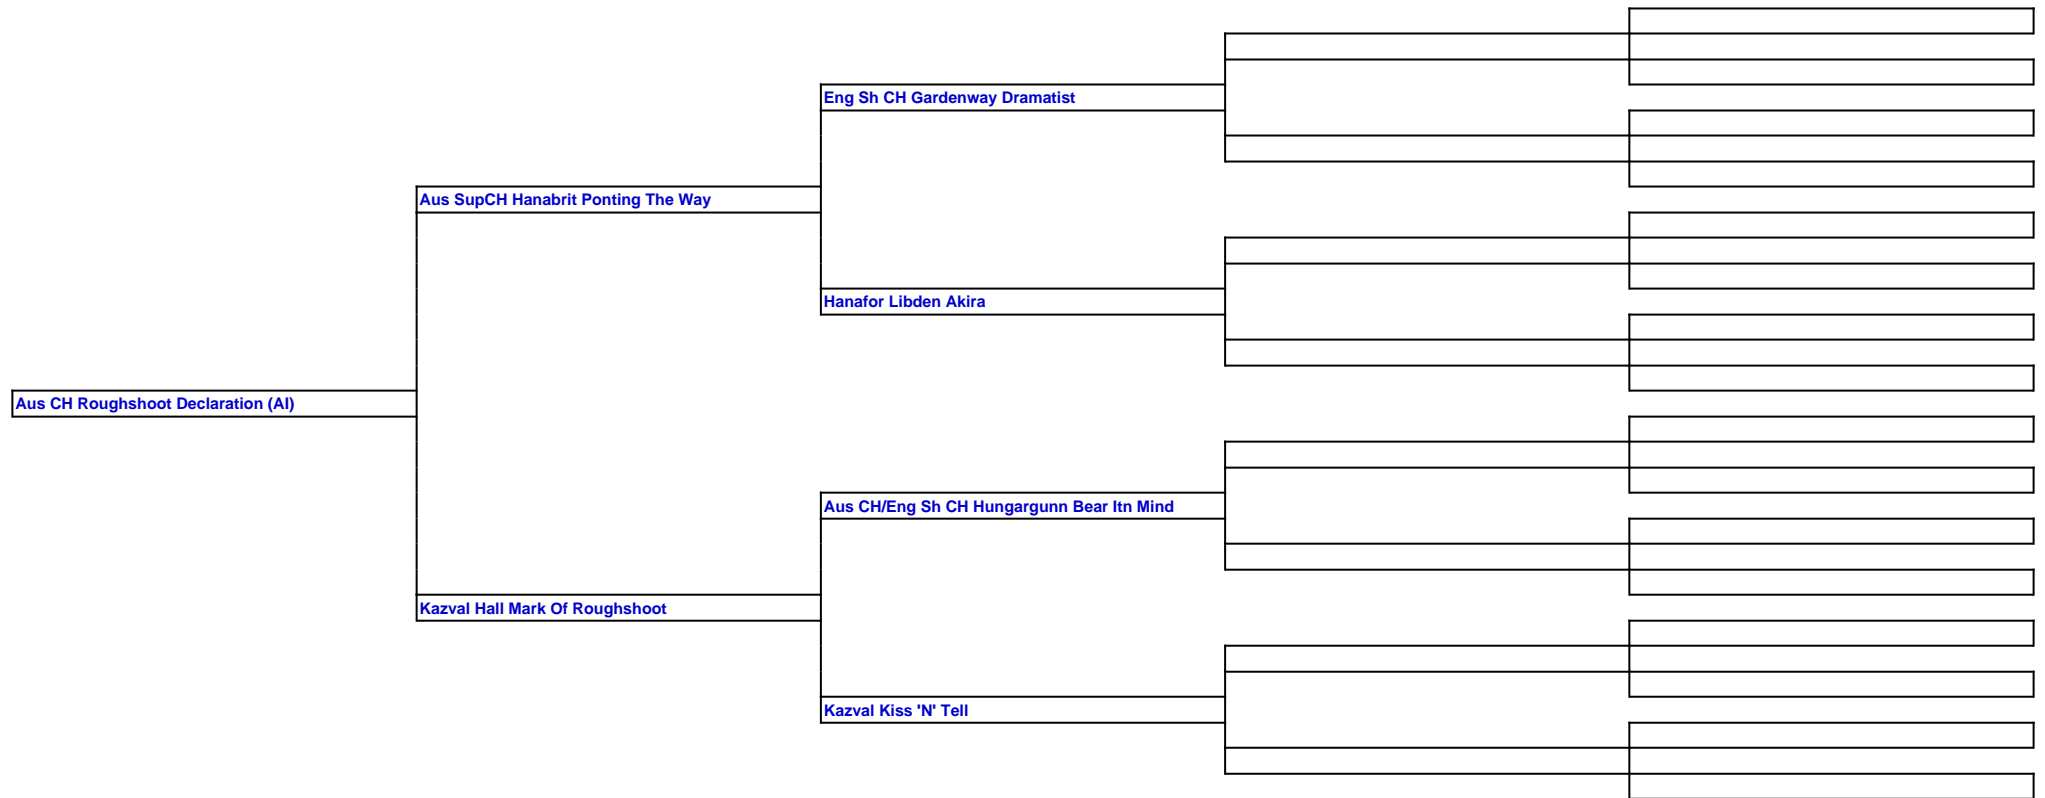 Eng Sh CH Gardenway Dramatist
Aus SupCH Hanabrit Ponting The Way
Hanafor Libden Akira
Aus CH Roughshoot Declaration (AI)
Aus CH/Eng Sh CH Hungargunn Bear Itn Mind
Kazval Hall Mark Of Roughshoot
Kazval Kiss 'N' Tell